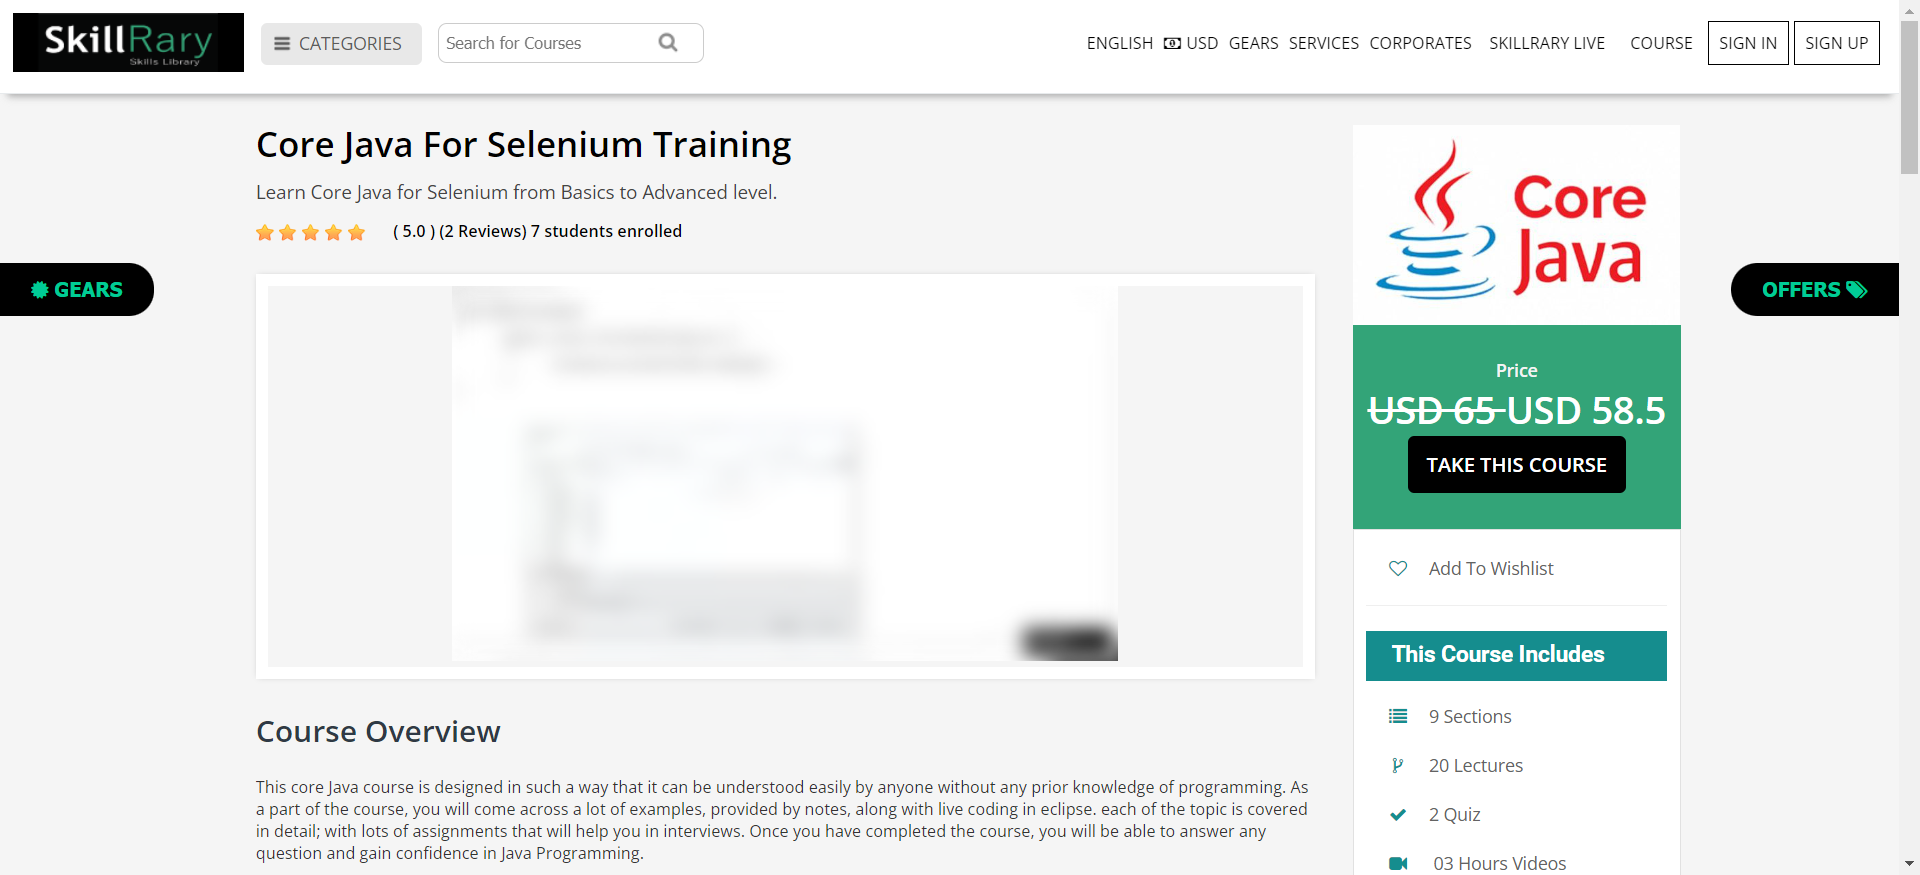 SkillRary
Skills Library
CATEGORIES
Search for Courses
ENGLISH USD GEARS SERVICES CORPORATES SKILLRARY LIVE COURSE SIGN IN SIGN UP
Core Java For Selenium Training
Learn Core Java for Selenium from Basics to Advanced level.
( 5.0 ) (2 Reviews) 7 students enrolled
GEARS
Course Overview
This core Java course is designed in such a way that it can be understood easily by anyone without any prior knowledge of programming. As
a part of the course, you will come across a lot of examples, provided by notes, along with live coding in eclipse. each of the topic is covered
in detail; with lots of assignments that will help you in interviews. Once you have completed the course, you will be able to answer any
question and gain confidence in Java Programming.
Core
Java
OFFERS
Price
USD 65 USD 58.5
TAKE THIS COURSE
Add To Wishlist
This Course Includes
9 Sections
20 Lectures
2 Quiz
03 Hours Videos